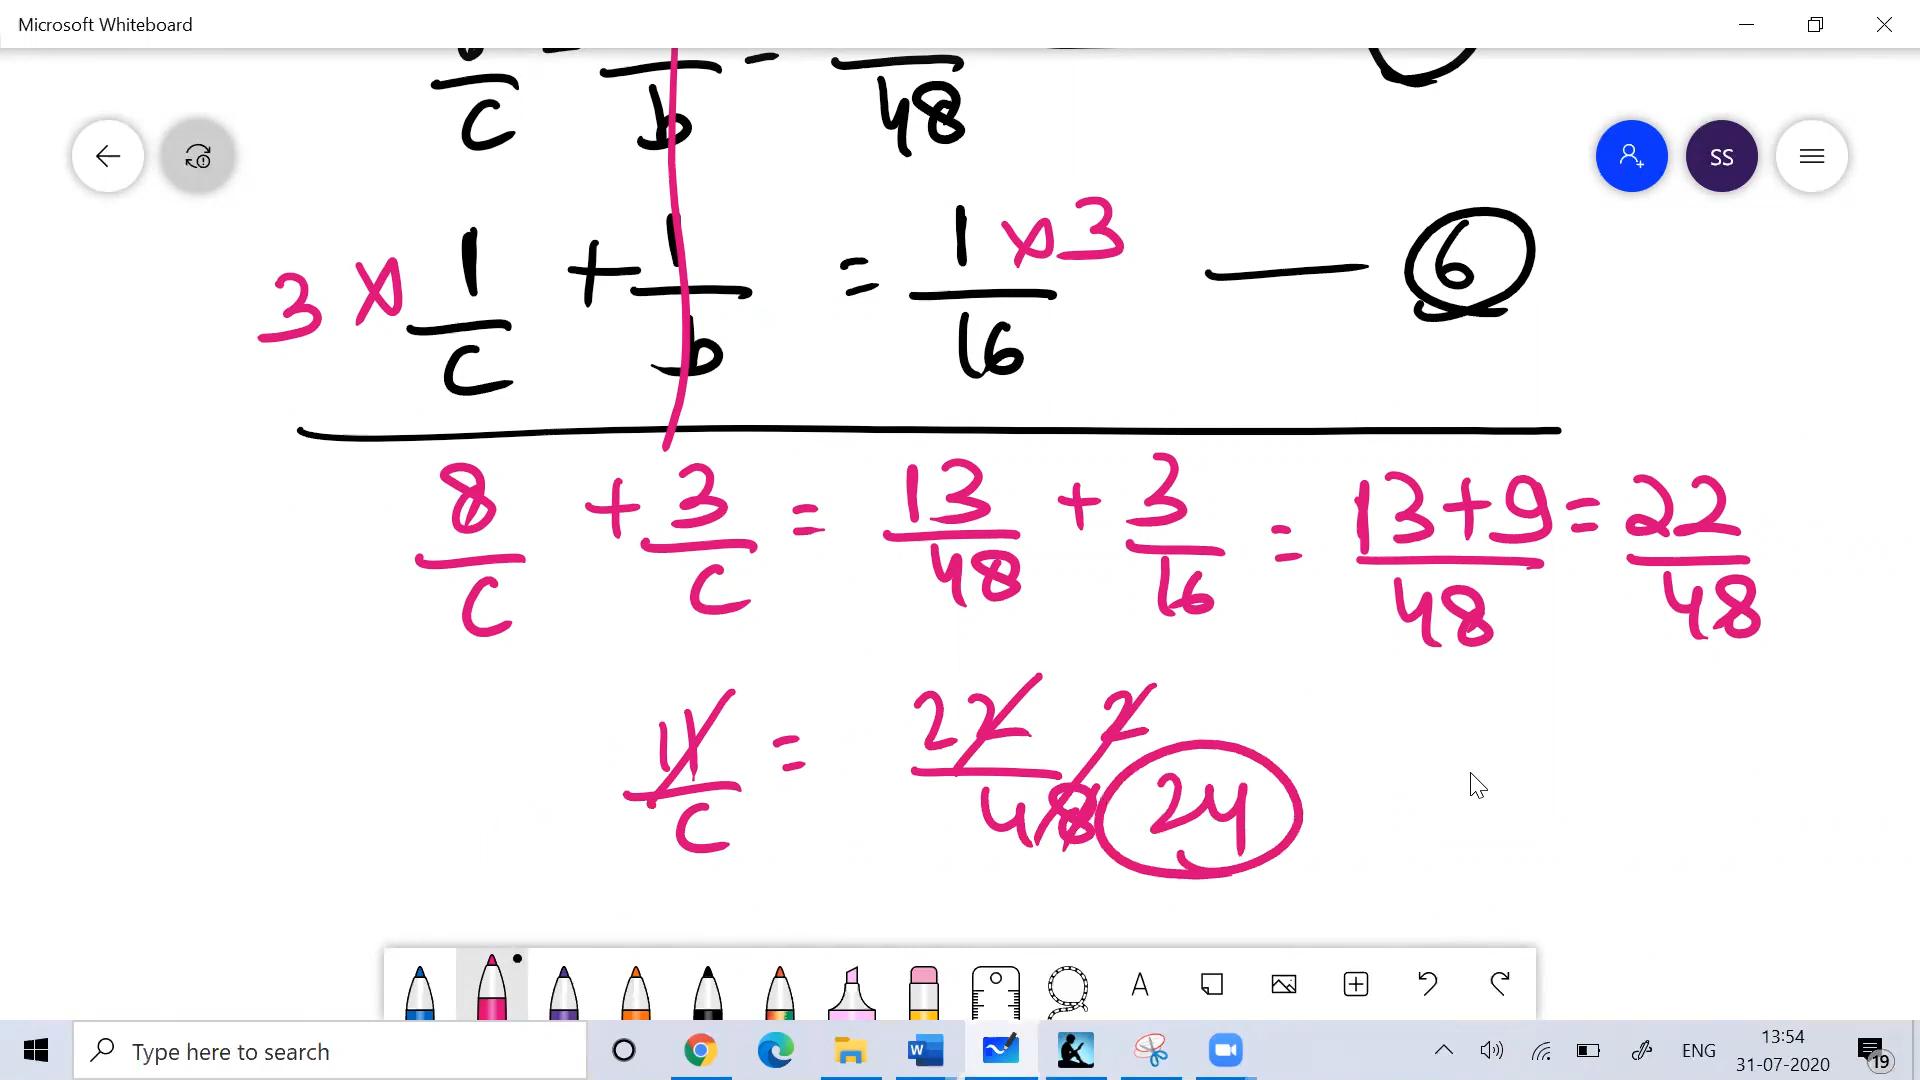 Microsoft Whiteboard
c b = 48
SS
3 × 1/c + 1/b = 1 × 3/16 — 6
8/c + 3/c = 13/48 + 3/16 = 13+9/48 = 22/48
11/c = 22/48 2 24
A
Type here to search
W
ENG
13:54
31-07-2020
19